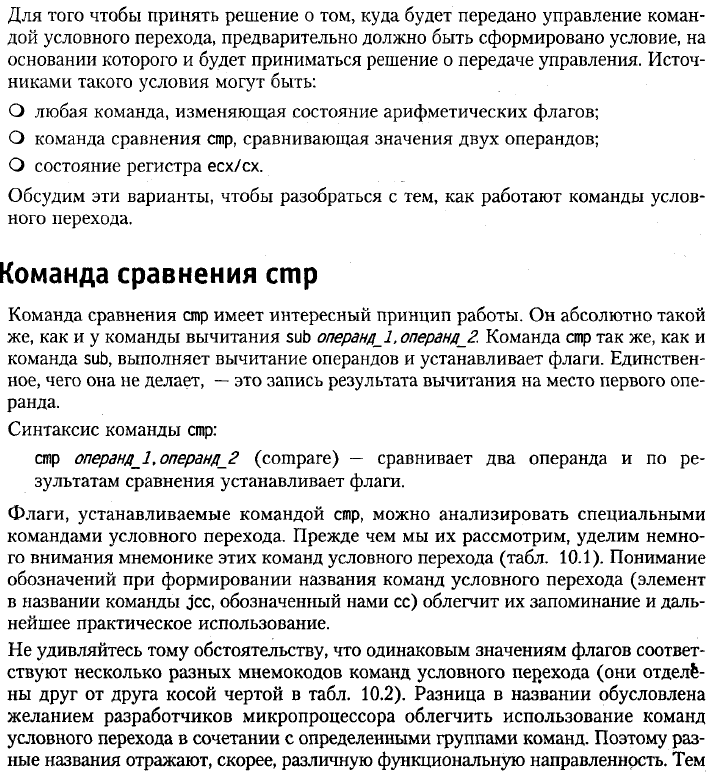 Для того чтобы принять решение о том, куда будет передано управление коман-
дой условного перехода, предварительно должно быть сформировано условие, на
основании которого и будет приниматься решение о передаче управления. Источ-
никами такого условия могут быть:
○ любая команда, изменяющая состояние арифметических флагов;
○ команда сравнения cmp, сравнивающая значения двух операндов;
○ состояние регистра ecx/cx.
Обсудим эти варианты, чтобы разобраться с тем, как работают команды услов-
ного перехода.
Команда сравнения cmp
Команда сравнения cmp имеет интересный принцип работы. Он абсолютно такой
же, как и у команды вычитания sub операнд_1,операнд_2. Команда cmp так же, как и
команда sub, выполняет вычитание операндов и устанавливает флаги. Единствен-
ное, чего она не делает, — это запись результата вычитания на место первого опе-
ранда.
Синтаксис команды cmp:
cmp операнд_1,операнд_2 (compare) — сравнивает два операнда и по ре-
зультатам сравнения устанавливает флаги.
Флаги, устанавливаемые командой cmp, можно анализировать специальными
командами условного перехода. Прежде чем мы их рассмотрим, уделим немно-
го внимания мнемонике этих команд условного перехода (табл. 10.1). Понимание
обозначений при формировании названия команд условного перехода (элемент
в названии команды jcc, обозначенный нами cc) облегчит их запоминание и даль-
нейшее практическое использование.
Не удивляйтесь тому обстоятельству, что одинаковым значениям флагов соответ-
ствуют несколько разных мнемокодов команд условного перехода (они отделе-
ны друг от друга косой чертой в табл. 10.2). Разница в названии обусловлена
желанием разработчиков микропроцессора облегчить использование команд
условного перехода в сочетании с определенными группами команд. Поэтому раз-
ные названия отражают, скорее, различную функциональную направленность. Тем